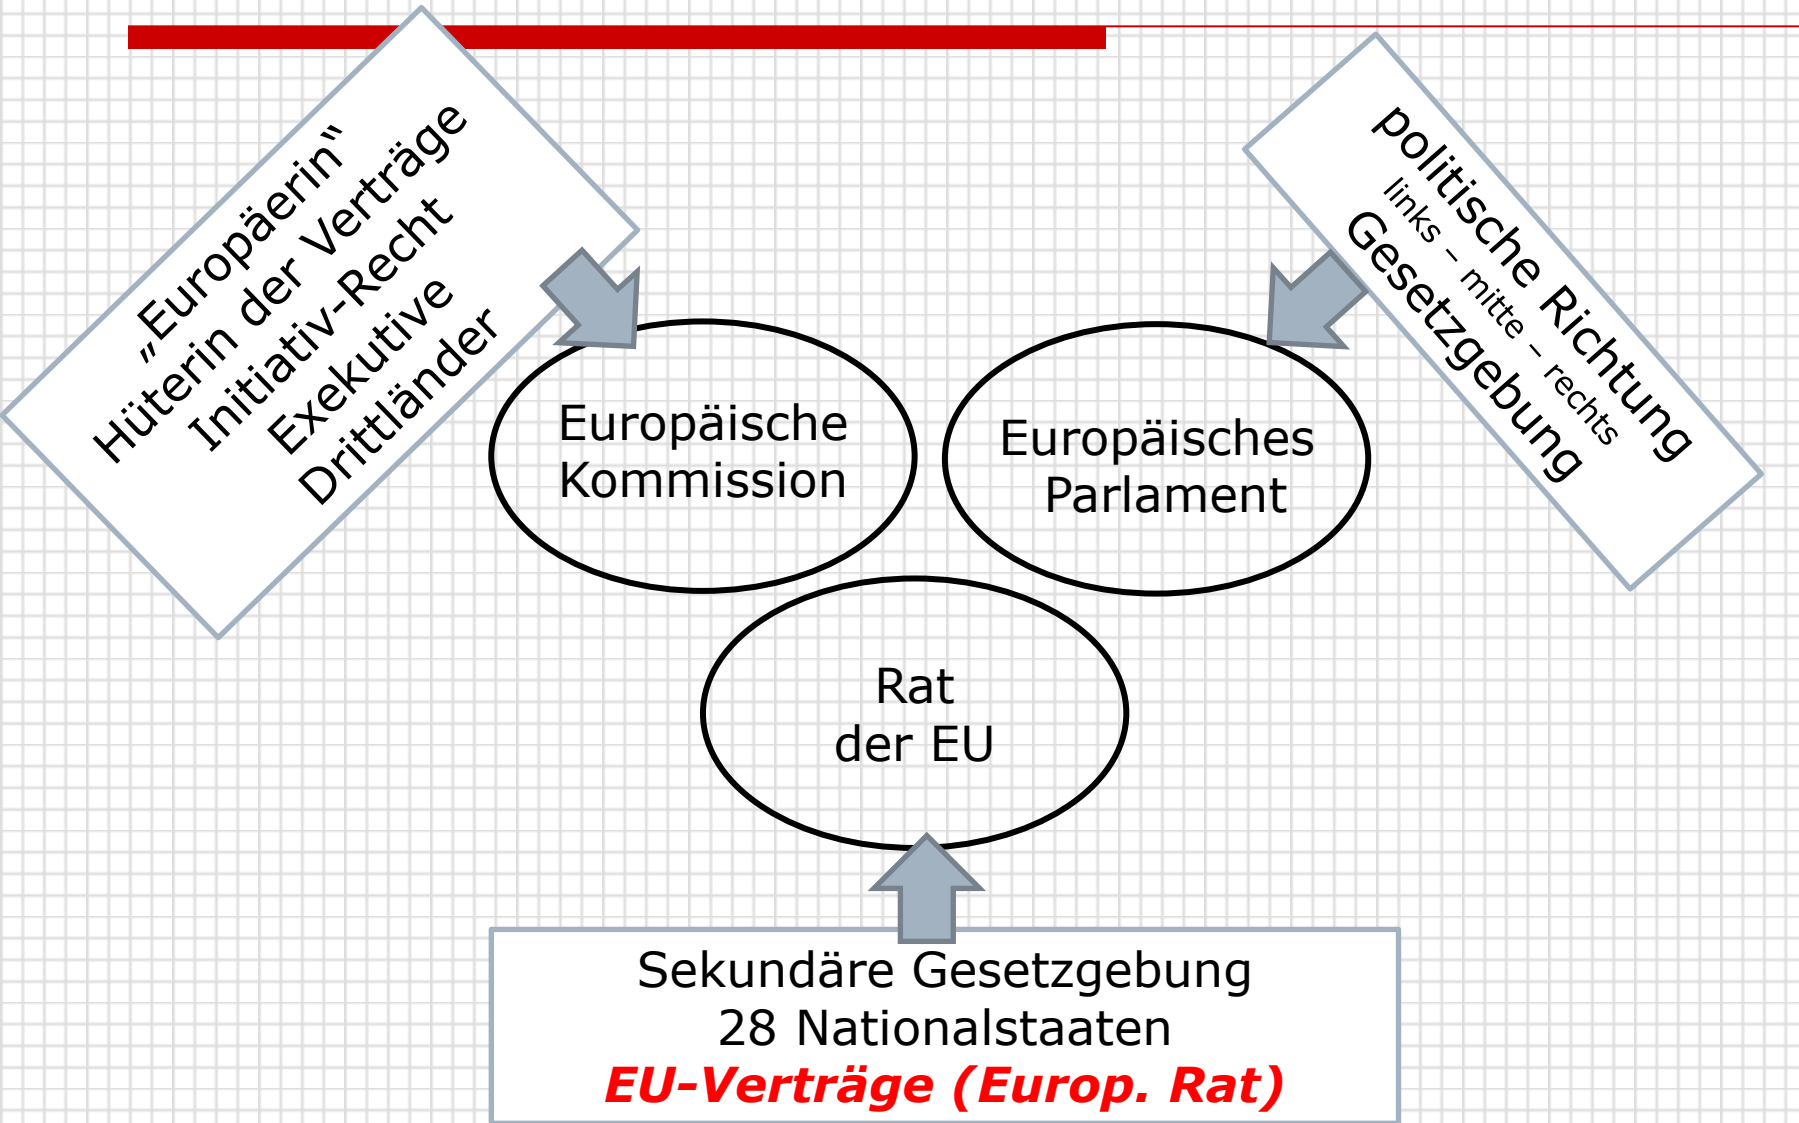 „Europäerin“
Hüterin der Verträge
Initiativ-Recht
Exekutive
Drittländer
politische Richtung
links – mitte – rechts
Gesetzgebung
Europäische
Kommission
Europäisches
Parlament
Rat
der EU
Sekundäre Gesetzgebung
28 Nationalstaaten
EU-Verträge (Europ. Rat)